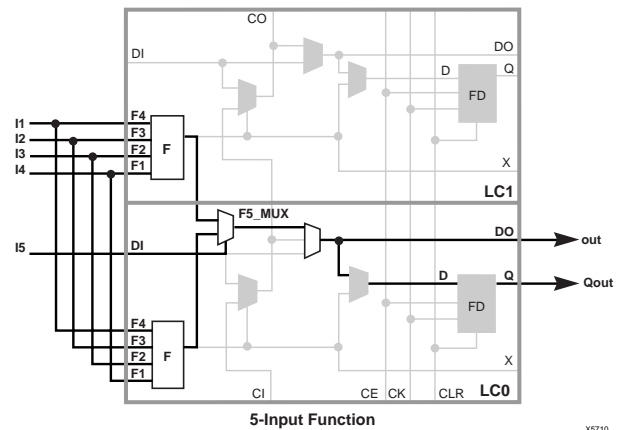 CO
DI
DO
D
Q
FD
I1
I2
I3
I4
F4
F3
F2
F1
F
X
LC1
F5_MUX
I5
DI
DO
out
D
Q
Qout
FD
F4
F3
F2
F1
F
X
CI
CE
CK
CLR
LC0
5-Input Function
X5710